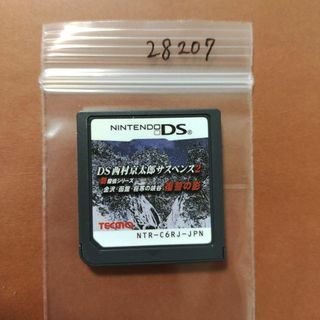 28207
NINTENDO DS
DS西村京太郎サスペンス2
新探偵シリーズ
金沢・函館・極寒の峡谷 復讐の影
TECMO
NTR-C6RJ-JPN